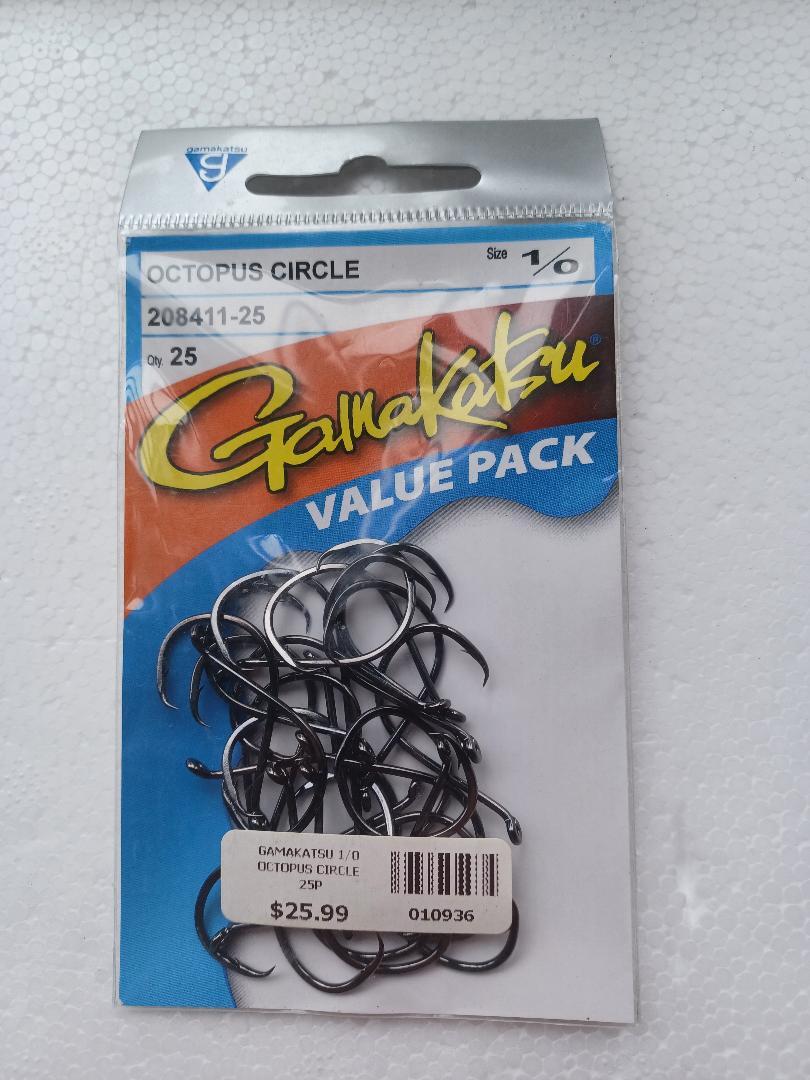 gamakatsu
OCTOPUS CIRCLE
Size 1/0
208411-25
Qty. 25
Gamakatsu®
VALUE PACK
GAMAKATSU 1/0
OCTOPUS CIRCLE
25P
$25.99
010936